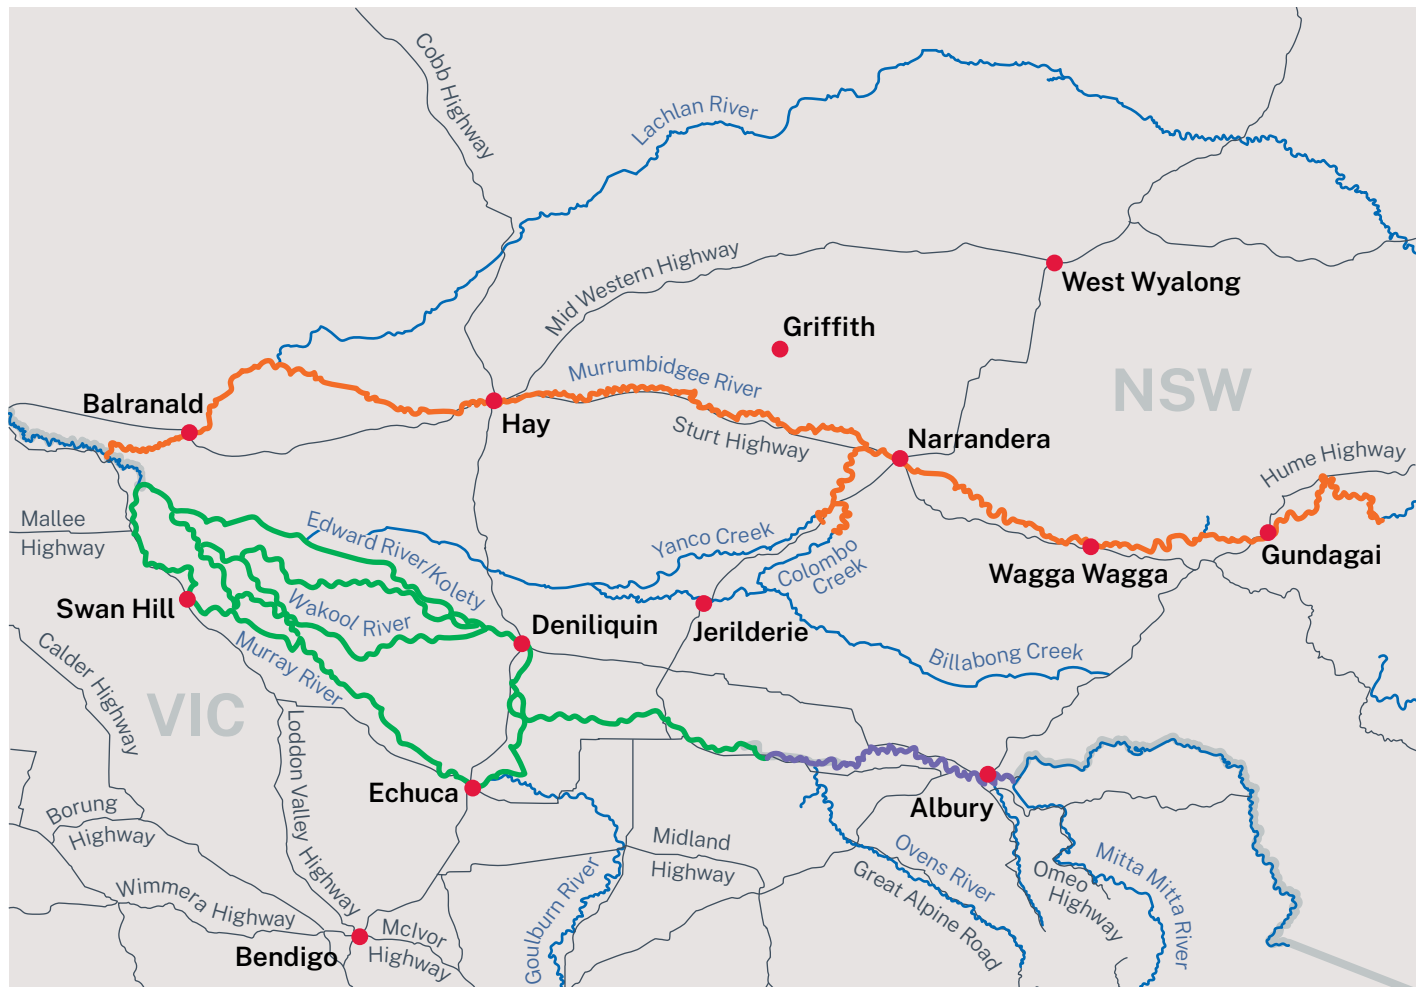 Cobb Highway
Lachlan River
Mid Western Highway
West Wyalong
Griffith
NSW
Murrumbidgee River
Balranald
Hay
Sturt Highway
Narrandera
Hume Highway
Mallee
Highway
Edward River/Kolety
Yanco Creek
Colombo
Creek
Gundagai
Wagga Wagga
Swan Hill
Wakool River
Deniliquin
Jerilderie
Murray River
Billabong Creek
Calder Highway
VIC
Loddon Valley Highway
Echuca
Albury
Borung
Highway
Midland
Highway
Ovens River
Great Alpine Road
Omeo
Highway
Mitta Mitta River
Wimmera Highway
Goulburn River
McIvor
Highway
Bendigo